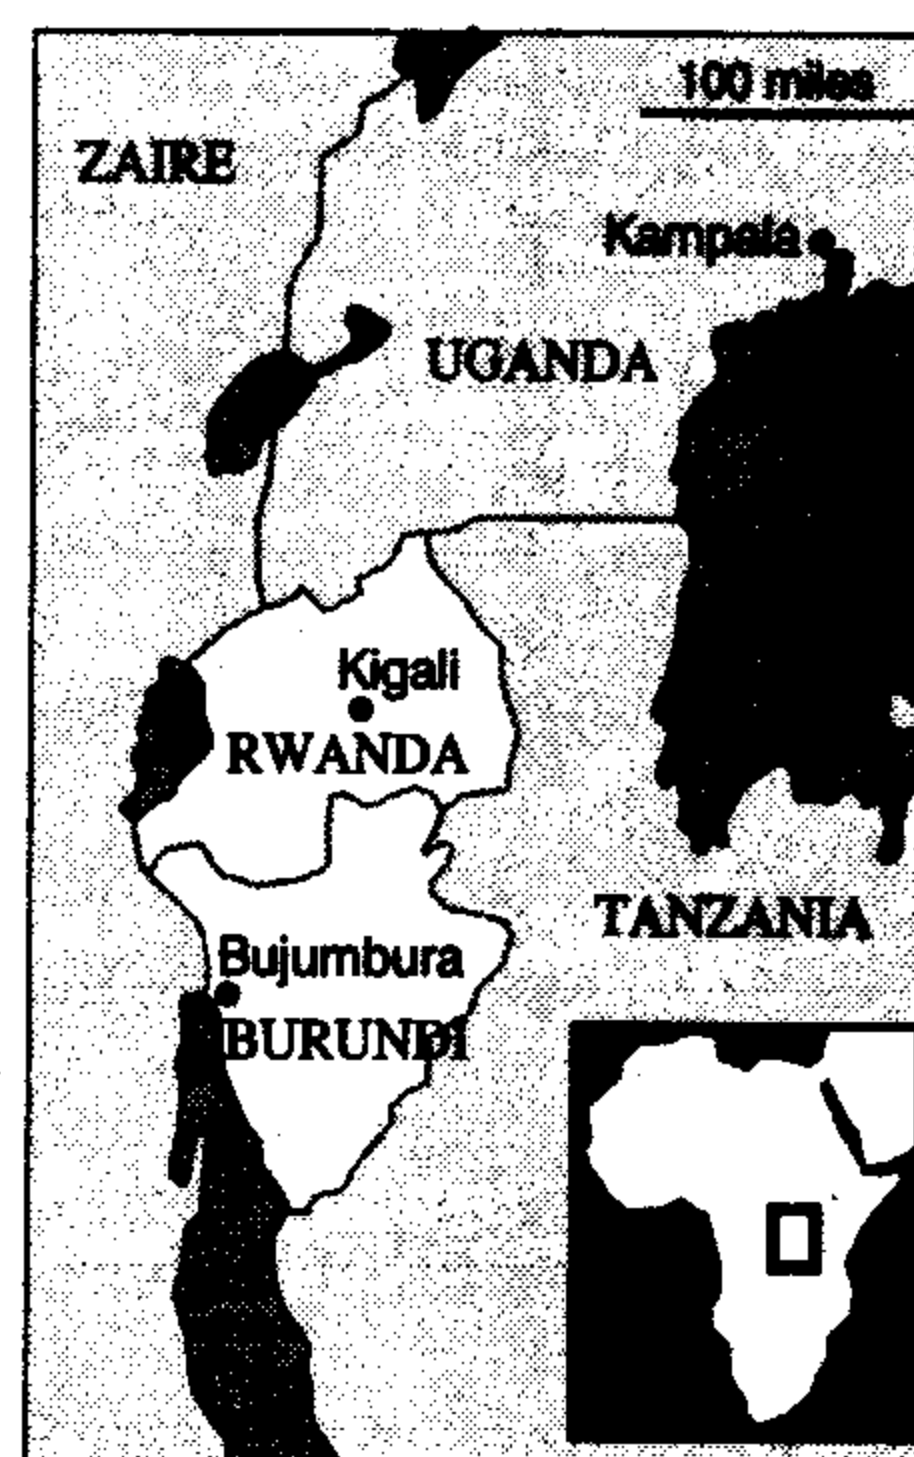 100 miles
ZAIRE
Kampala
UGANDA
Kigali
RWANDA
TANZANIA
Bujumbura
BURUNDI